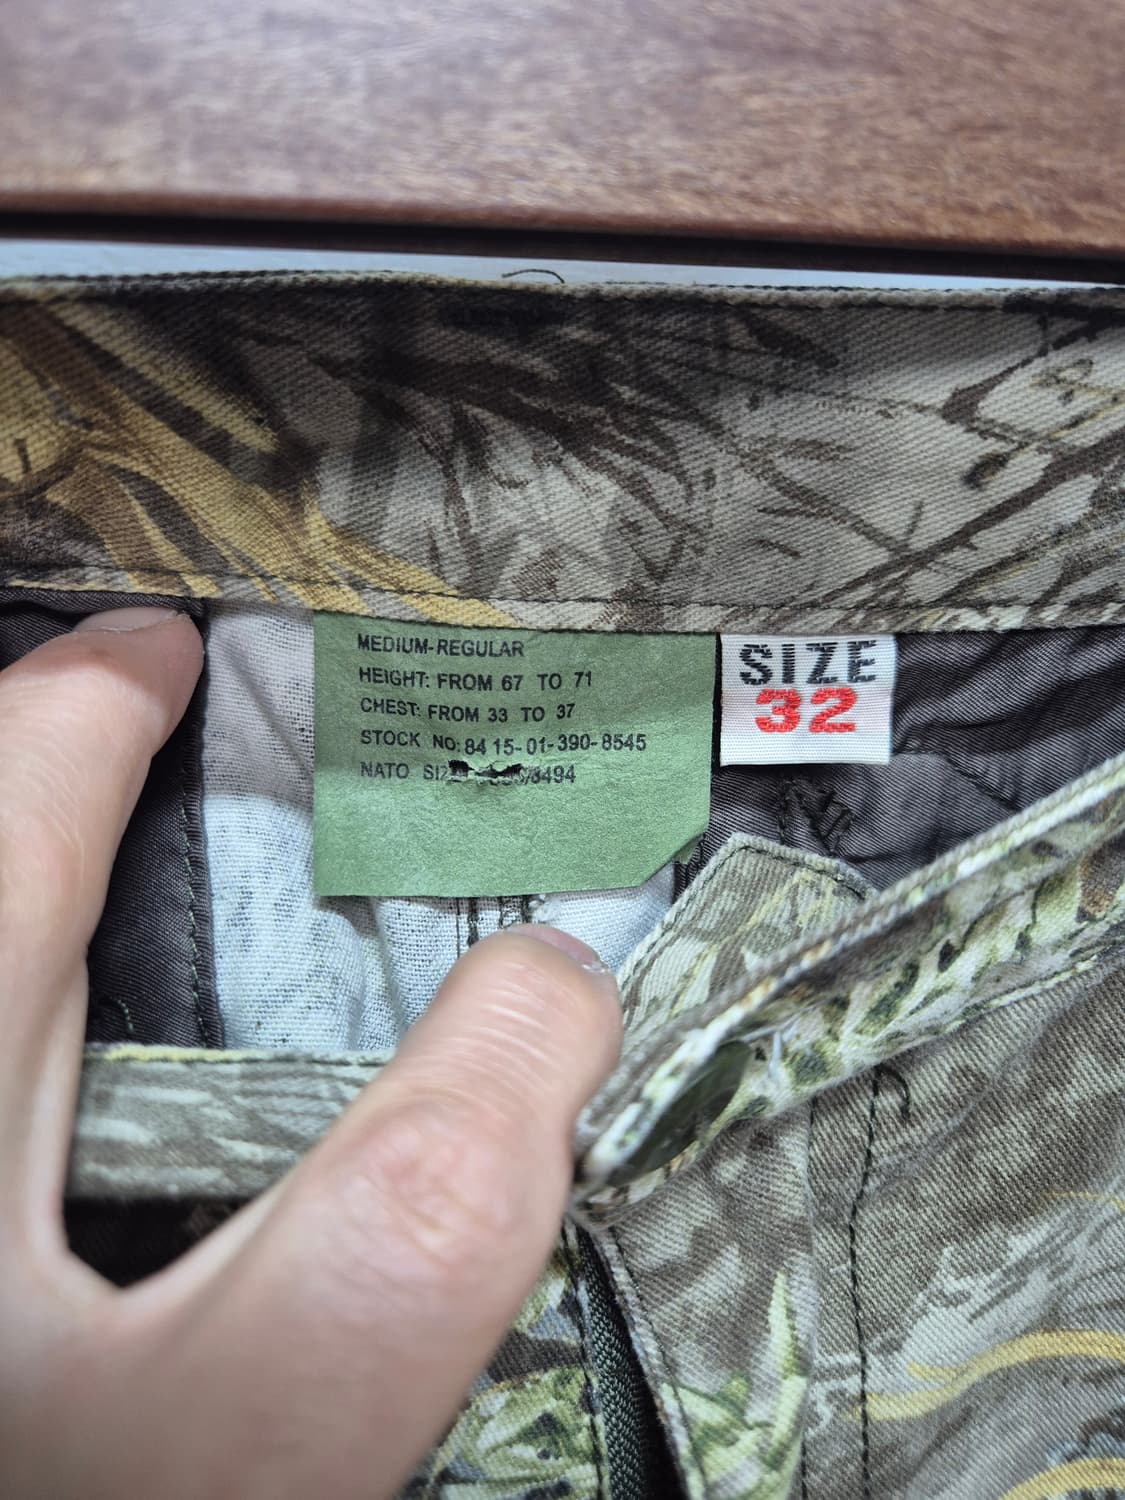 MEDIUM-REGULAR
HEIGHT: FROM 67 TO 71
CHEST: FROM 33 TO 37
STOCK NO: 84 15-01-390-8545
NATO
SIZE
32